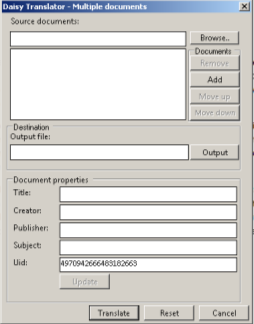 Daisy Translator - Multiple documents
Source documents:
Browse..
Documents
Remove
Add
Move up
Move down
Destination
Output file:
Output
Document properties
Title:
Creator:
Publisher:
Subject:
Uid: 4970942666483182663
Update
Translate Reset Cancel